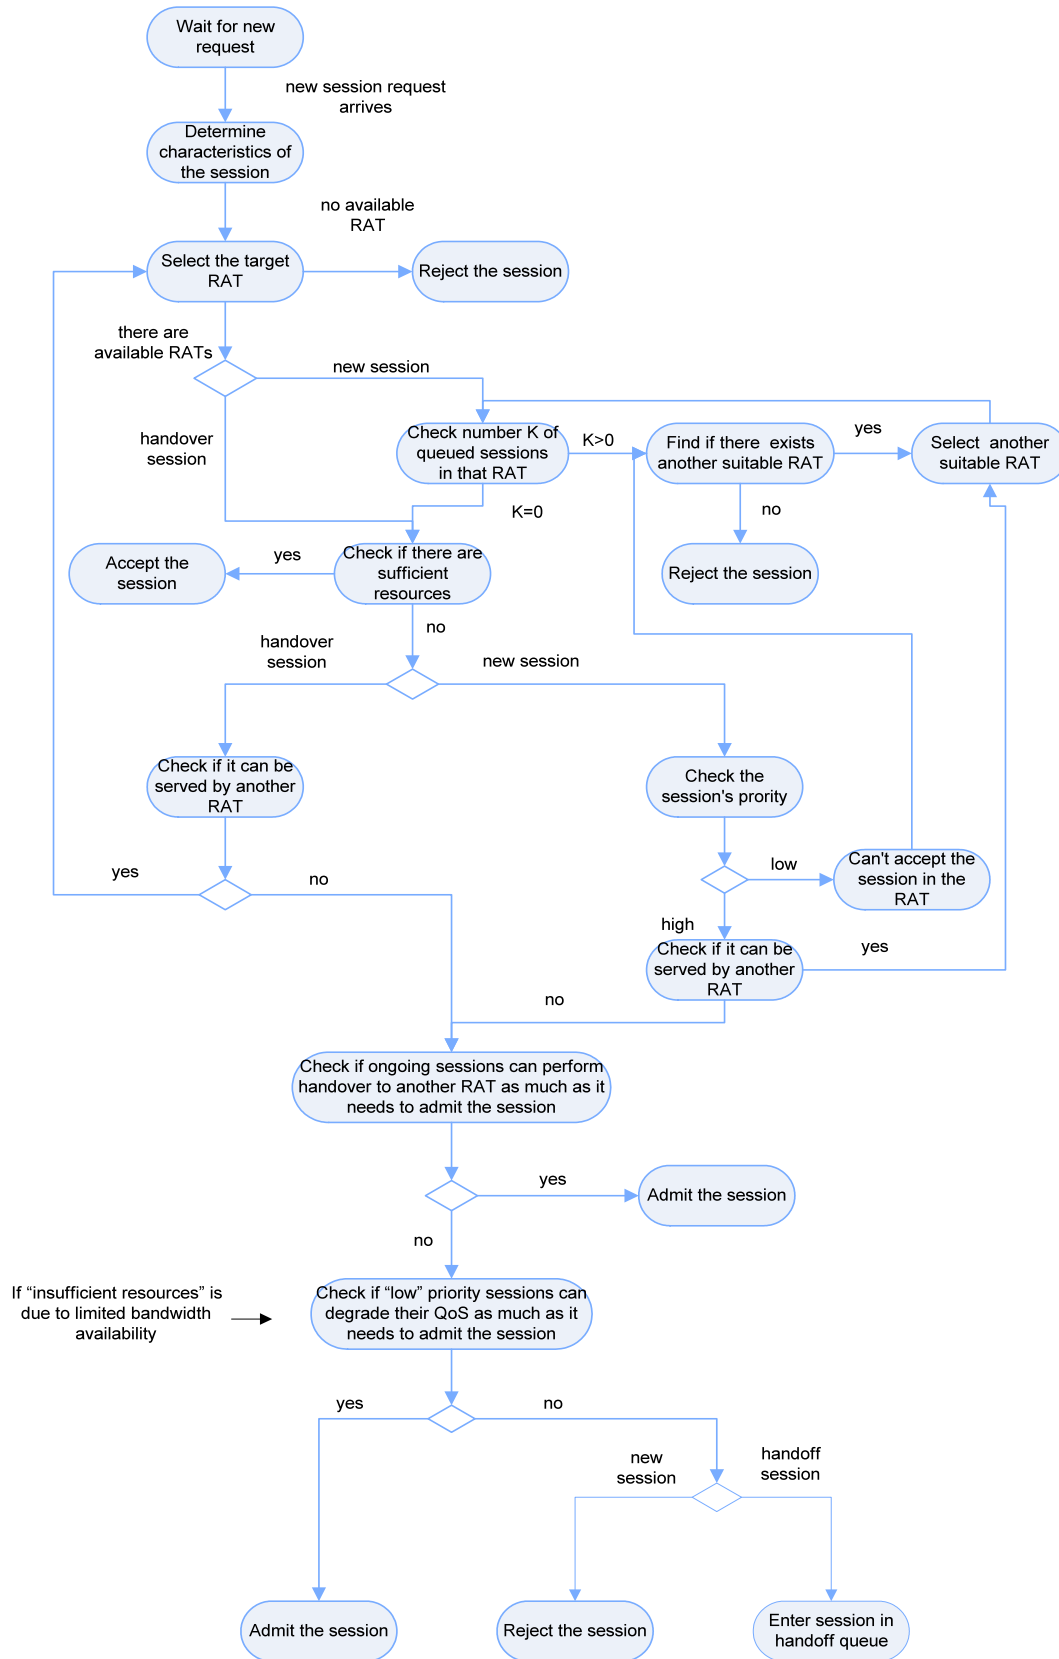 Wait for new
request
new session request
arrives
Determine
characteristics of
the session
no available
RAT
Select the target
RAT
Reject the session
there are
available RATs
new session
handover
session
Check number K of
queued sessions
in that RAT
K>0
Find if there  exists
another suitable RAT
yes
Select  another
suitable RAT
K=0
no
Accept the
session
yes
Check if there are
sufficient
resources
Reject the session
no
handover
session
new session
Check if it can be
served by another
RAT
Check the
session's prority
yes
no
low
Can't accept the
session in the
RAT
high
Check if it can be
served by another
RAT
yes
no
Check if ongoing sessions can perform
handover to another RAT as much as it
needs to admit the session
yes
Admit the session
no
If “insufficient resources” is
due to limited bandwidth
availability
Check if “low” priority sessions can
degrade their QoS as much as it
needs to admit the session
yes
no
new
session
handoff
session
Admit the session
Reject the session
Enter session in
handoff queue